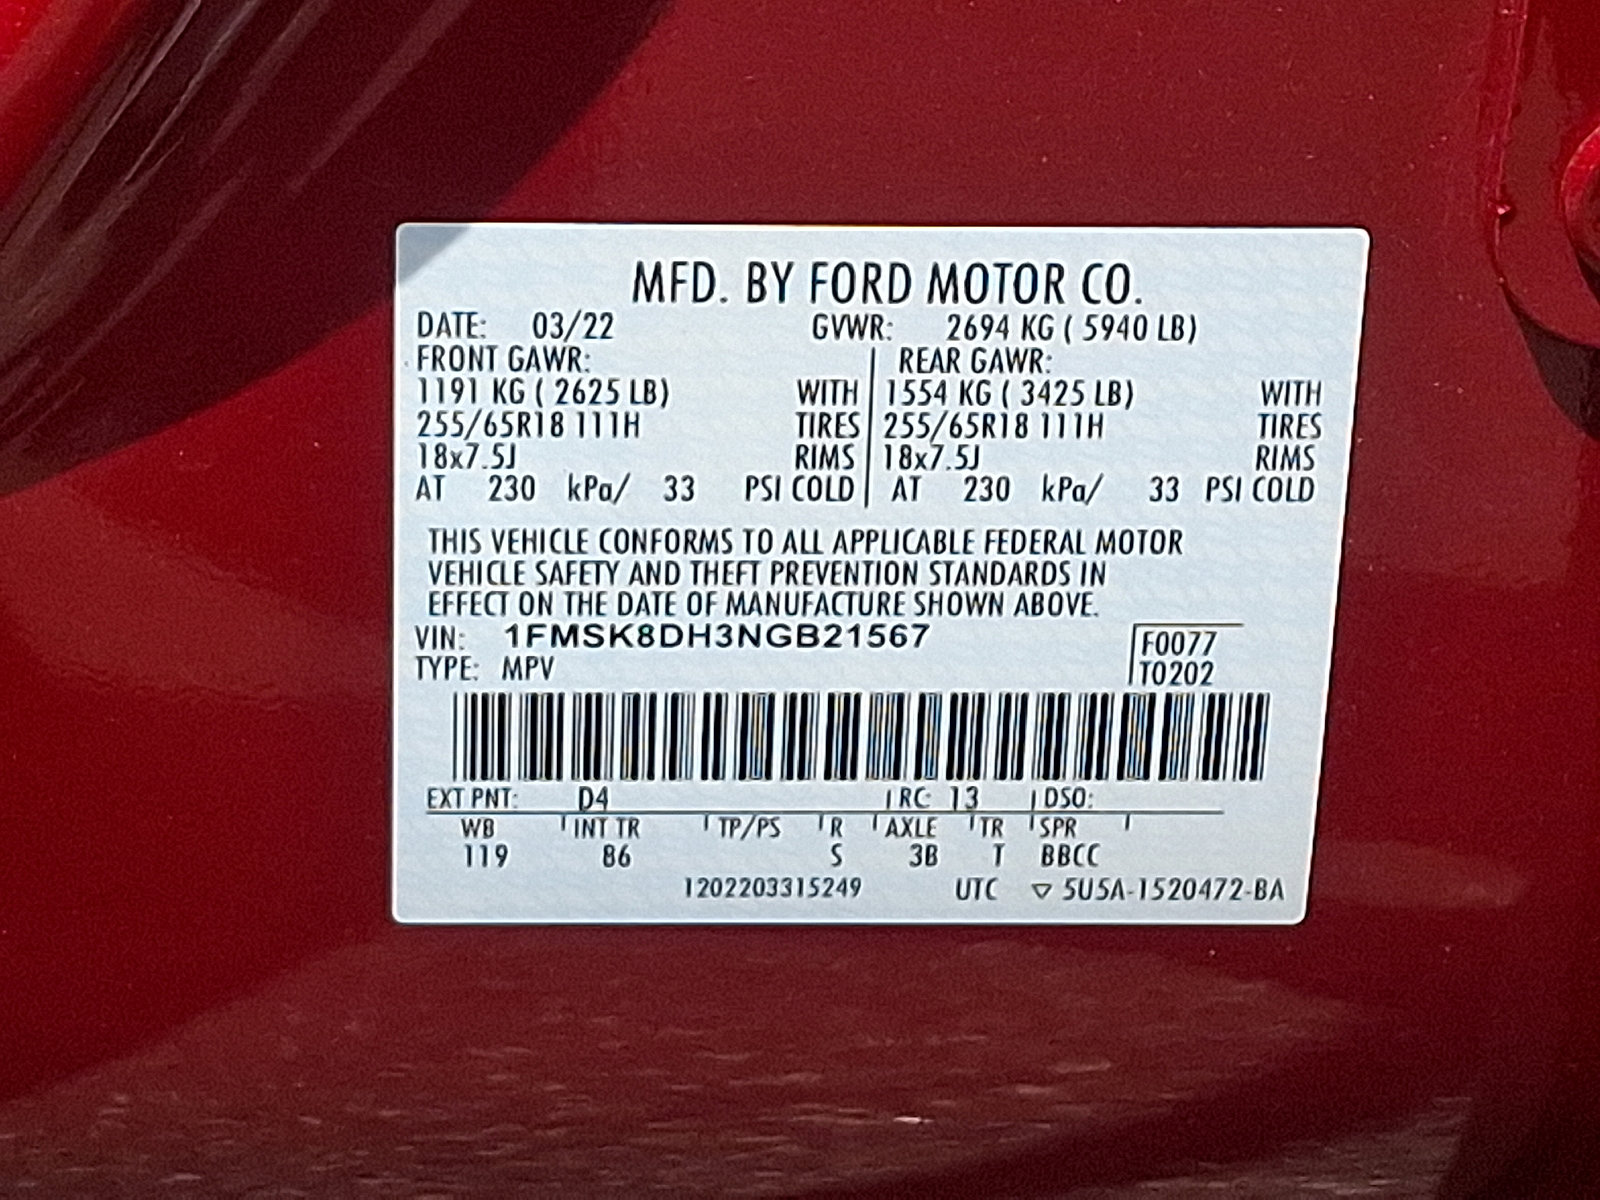 MFD. BY FORD MOTOR CO.
DATE: 03/22 GVWR: 2694 KG ( 5940 LB)
FRONT GAWR: REAR GAWR:
1191 KG ( 2625 LB) WITH 1554 KG ( 3425 LB) WITH
255/65R18 111H TIRES 255/65R18 111H TIRES
18x7.5J RIMS 18x7.5J RIMS
AT 230 kPa/ 33 PSI COLD AT 230 kPa/ 33 PSI COLD
THIS VEHICLE CONFORMS TO ALL APPLICABLE FEDERAL MOTOR
VEHICLE SAFETY AND THEFT PREVENTION STANDARDS IN
EFFECT ON THE DATE OF MANUFACTURE SHOWN ABOVE.
VIN: 1FMSK8DH3NGB21567 F0077
TYPE: MPV T0202
EXT PNT: D4 RC: 13 DSO:
WB INT TR TP/PS R AXLE TR SPR
119 86 S 3B T BBCC
1202203315249 UTC ▽ 5U5A-1520472-BA